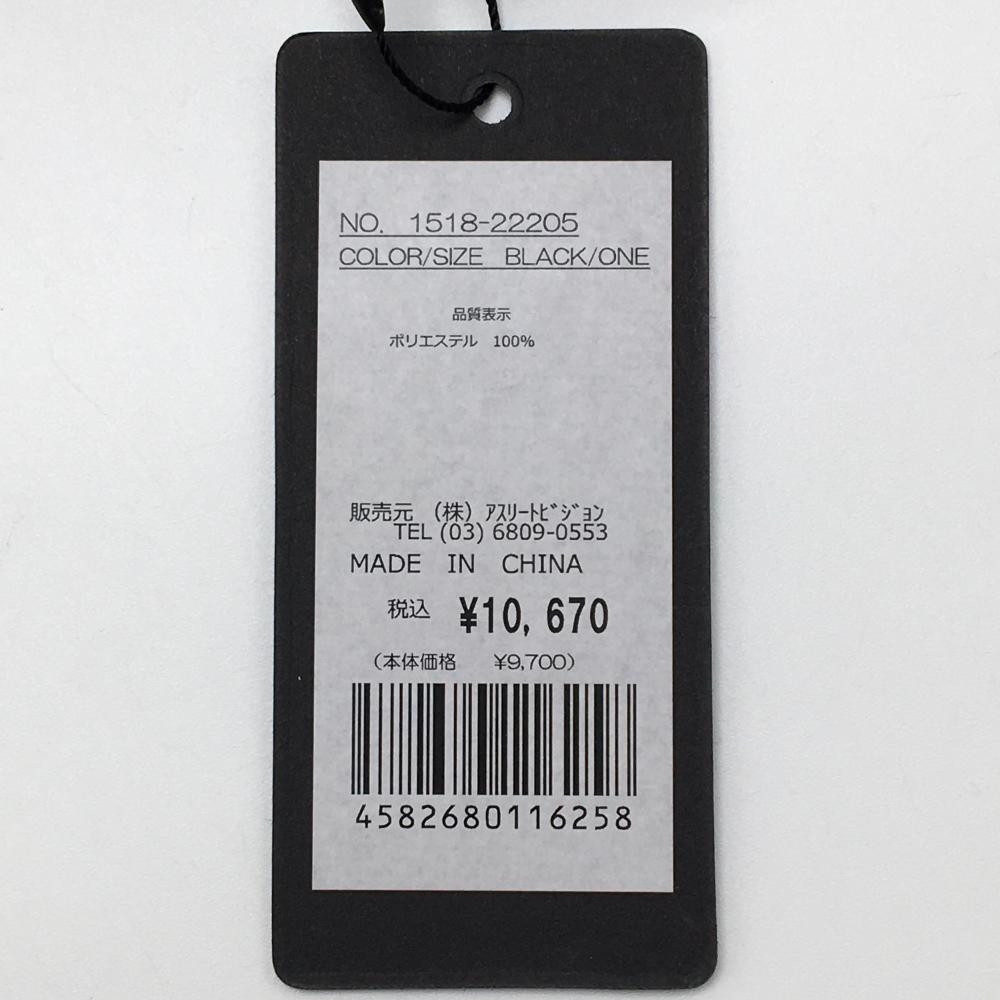 NO. 1518-22205
COLOR/SIZE BLACK/ONE
品質表示
ポリエステル 100%
販売元 (株) ｱｽﾘｰﾄﾋﾞｼﾞｮﾝ
TEL (03) 6809-0553
MADE IN CHINA
税込 ¥10,670
(本体価格 ¥9,700)
4582680116258